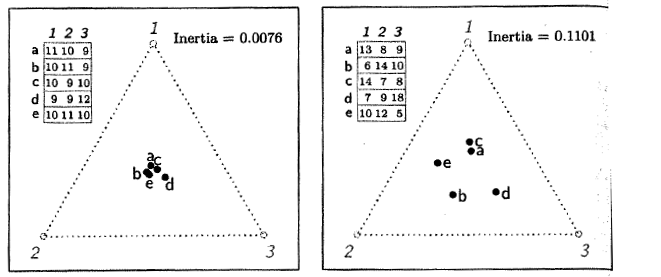 1 2 3
a 11 10 9
b 10 11 9
c 10 9 10
d 9 9 12
e 10 11 10
1
Inertia = 0.0076
a
c
b
e
d
2
3
1 2 3
a 13 8 9
b 6 14 10
c 14 7 8
d 7 9 18
e 10 12 5
1
Inertia = 0.1101
c
a
e
b
d
2
3